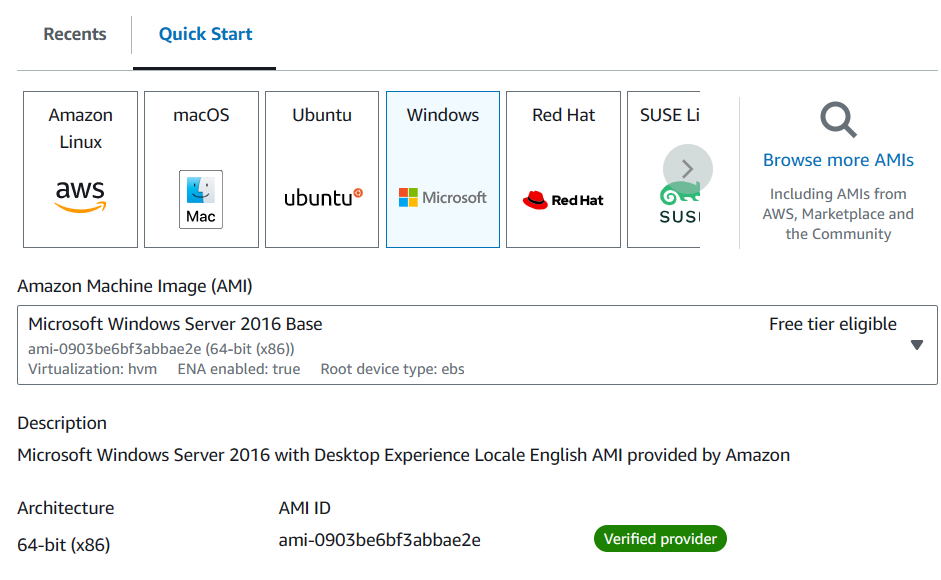 Recents
Quick Start
Amazon
Linux
aws
macOS
Mac
Ubuntu
ubuntu
Windows
Microsoft
Red Hat
Red Hat
SUSE Li
SUS
Browse more AMIs
Including AMIs from
AWS, Marketplace and
the Community
Amazon Machine Image (AMI)
Microsoft Windows Server 2016 Base
Free tier eligible
ami-0903be6bf3abbae2e (64-bit (x86))
Virtualization: hvm ENA enabled: true Root device type: ebs
Description
Microsoft Windows Server 2016 with Desktop Experience Locale English AMI provided by Amazon
Architecture
64-bit (x86)
AMI ID
ami-0903be6bf3abbae2e
Verified provider